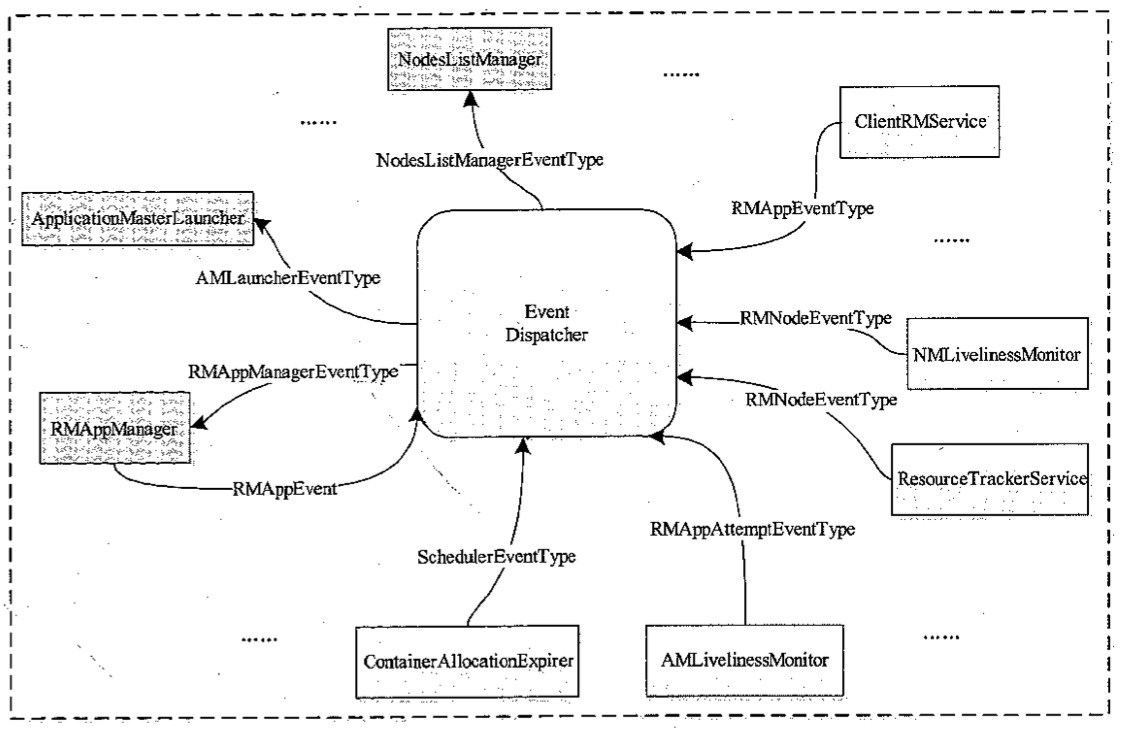 NodesListManager
......
ClientRMService
......
NodesListManagerEventType
ApplicationMasterLauncher
RMAppEventType
......
AMLauncherEventType
Event
Dispatcher
RMNodeEventType
NMLivelinessMonitor
RMAppManagerEventType
RMNodeEventType
RMAppManager
ResourceTrackerService
RMAppEvent
RMAppAttemptEventType
SchedulerEventType
......
......
ContainerAllocationExpirer
AMLivelinessMonitor